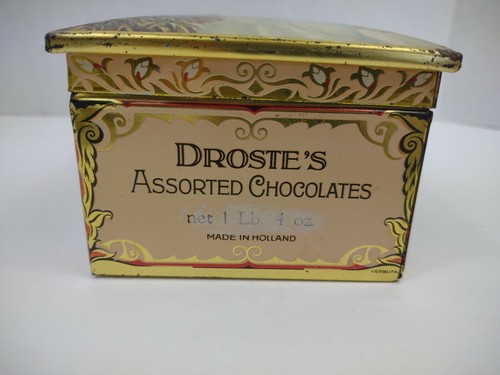 DROSTE'S
ASSORTED CHOCOLATES
net 1 Lb. 4 oz
MADE IN HOLLAND